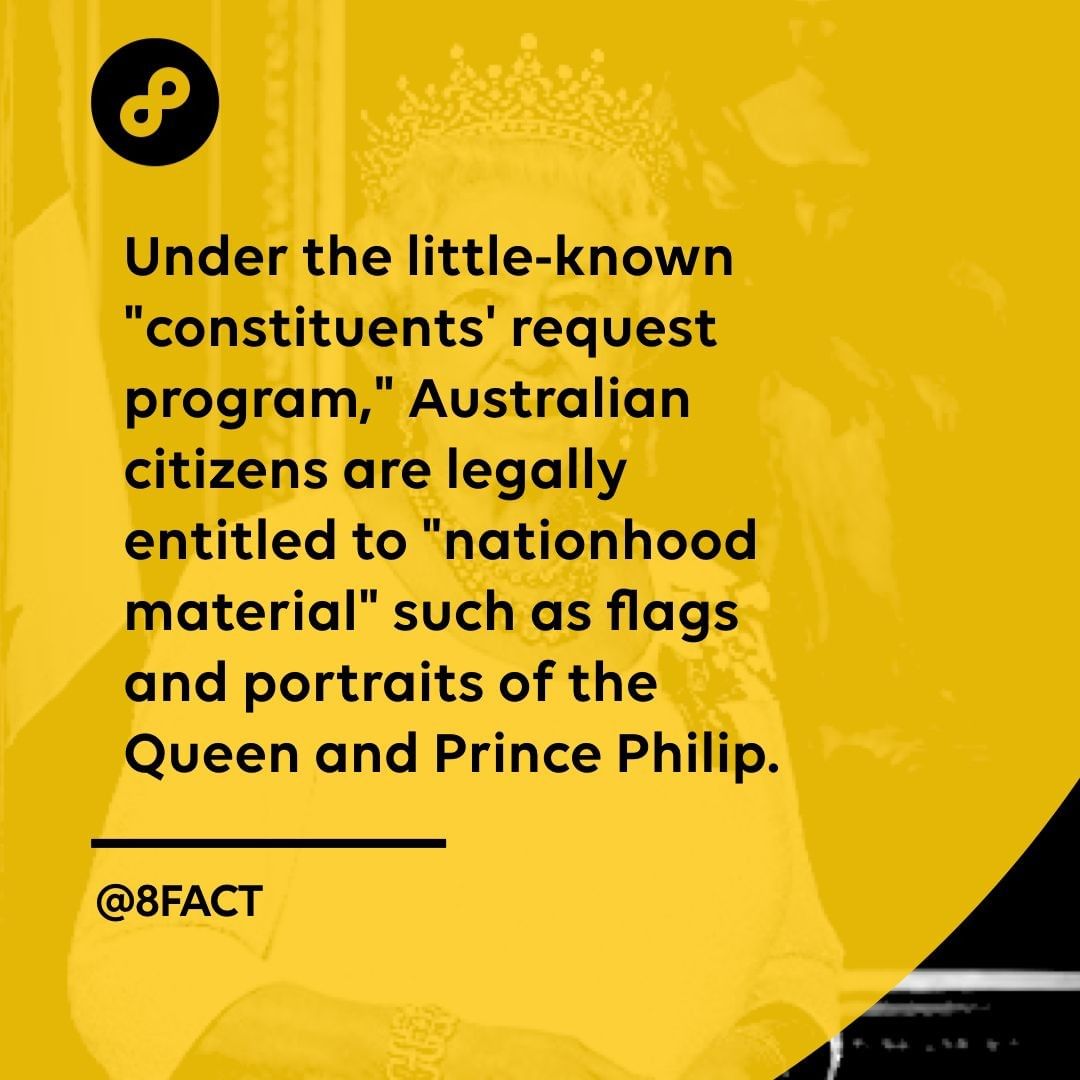 Under the little-known
"constituents' request
program," Australian
citizens are legally
entitled to "nationhood
material" such as flags
and portraits of the
Queen and Prince Philip.
@8FACT